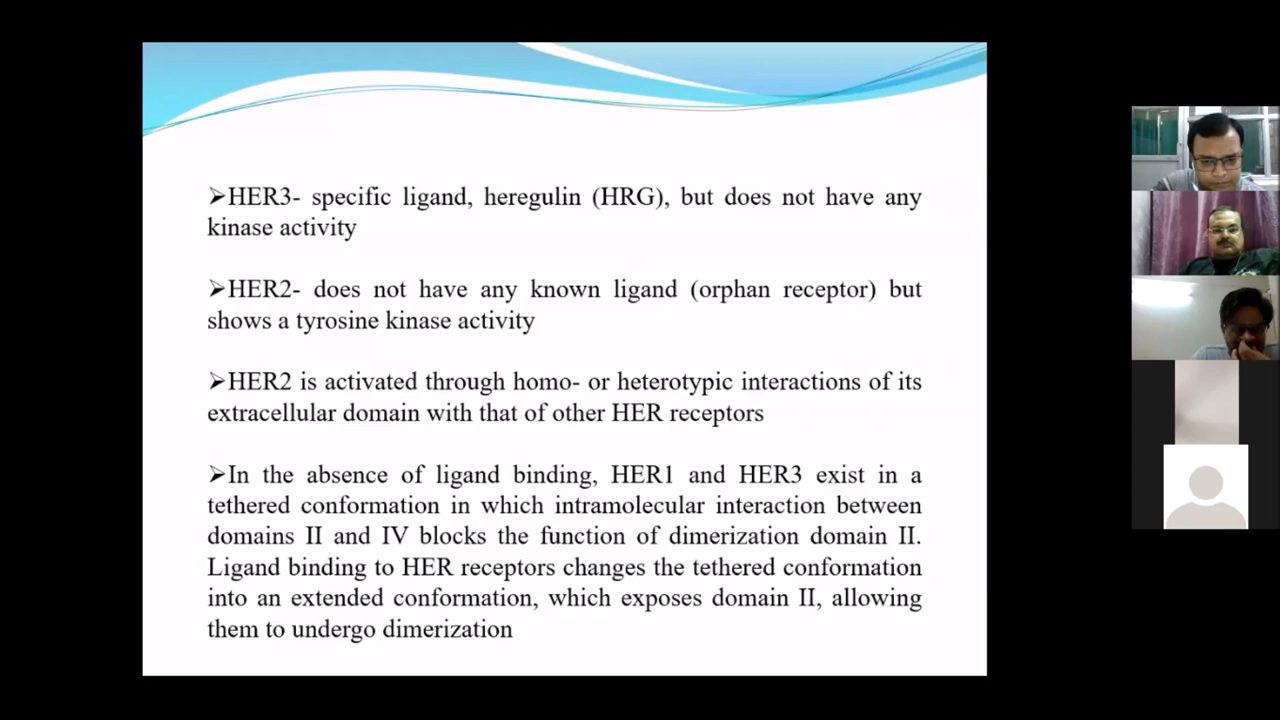 ➢HER3- specific ligand, heregulin (HRG), but does not have any
kinase activity
➢HER2- does not have any known ligand (orphan receptor) but
shows a tyrosine kinase activity
➢HER2 is activated through homo- or heterotypic interactions of its
extracellular domain with that of other HER receptors
➢In the absence of ligand binding, HER1 and HER3 exist in a
tethered conformation in which intramolecular interaction between
domains II and IV blocks the function of dimerization domain II.
Ligand binding to HER receptors changes the tethered conformation
into an extended conformation, which exposes domain II, allowing
them to undergo dimerization